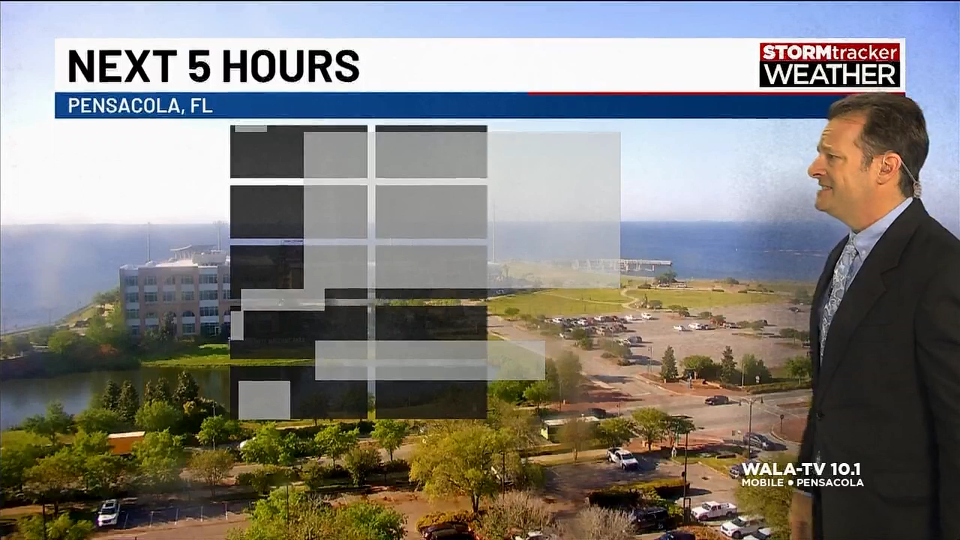 NEXT 5 HOURS
STORMtracker
WEATHER
PENSACOLA, FL
WALA-TV 10.1
MOBILE • PENSACOLA